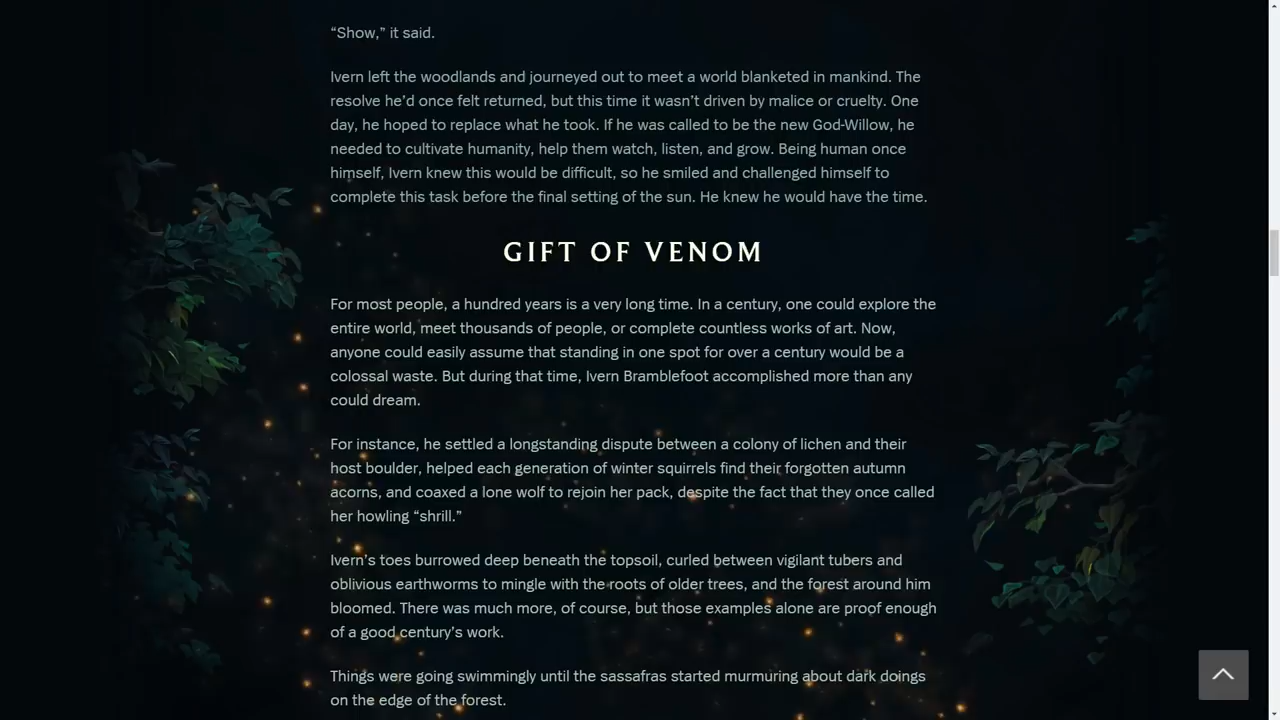 “Show,” it said.
Ivern left the woodlands and journeyed out to meet a world blanketed in mankind. The
resolve he’d once felt returned, but this time it wasn’t driven by malice or cruelty. One
day, he hoped to replace what he took. If he was called to be the new God-Willow, he
needed to cultivate humanity, help them watch, listen, and grow. Being human once
himself, Ivern knew this would be difficult, so he smiled and challenged himself to
complete this task before the final setting of the sun. He knew he would have the time.
GIFT OF VENOM
For most people, a hundred years is a very long time. In a century, one could explore the
entire world, meet thousands of people, or complete countless works of art. Now,
anyone could easily assume that standing in one spot for over a century would be a
colossal waste. But during that time, Ivern Bramblefoot accomplished more than any
could dream.
For instance, he settled a longstanding dispute between a colony of lichen and their
host boulder, helped each generation of winter squirrels find their forgotten autumn
acorns, and coaxed a lone wolf to rejoin her pack, despite the fact that they once called
her howling “shrill.”
Ivern’s toes burrowed deep beneath the topsoil, curled between vigilant tubers and
oblivious earthworms to mingle with the roots of older trees, and the forest around him
bloomed. There was much more, of course, but those examples alone are proof enough
of a good century’s work.
Things were going swimmingly until the sassafras started murmuring about dark doings
on the edge of the forest.